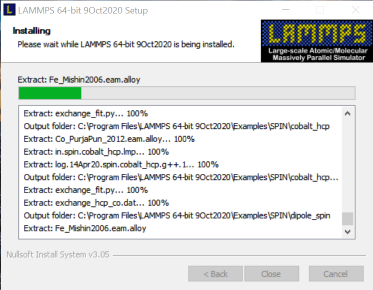 LAMMPS 64-bit 9Oct2020 Setup
Installing
Please wait while LAMMPS 64-bit 9Oct2020 is being installed.
LAMMPS
Large-scale Atomic/Molecular
Massively Parallel Simulator
Extract: Fe_Mishin2006.eam.alloy
Extract: exchange_fit.py... 100%
Output folder: C:\Program Files\LAMMPS 64-bit 9Oct2020\Examples\SPIN\cobalt_hcp
Extract: Co_PurjaPun_2012.eam.alloy... 100%
Extract: in.spin.cobalt_hcp.lmp... 100%
Extract: log.14Apr20.spin.cobalt_hcp.g++.1... 100%
Output folder: C:\Program Files\LAMMPS 64-bit 9Oct2020\Examples\SPIN\cobalt_hcp...
Extract: exchange_fit.py... 100%
Extract: exchange_hcp_co.dat... 100%
Output folder: C:\Program Files\LAMMPS 64-bit 9Oct2020\Examples\SPIN\dipole_spin
Extract: Fe_Mishin2006.eam.alloy
Nullsoft Install System v3.05
< Back
Close
Cancel